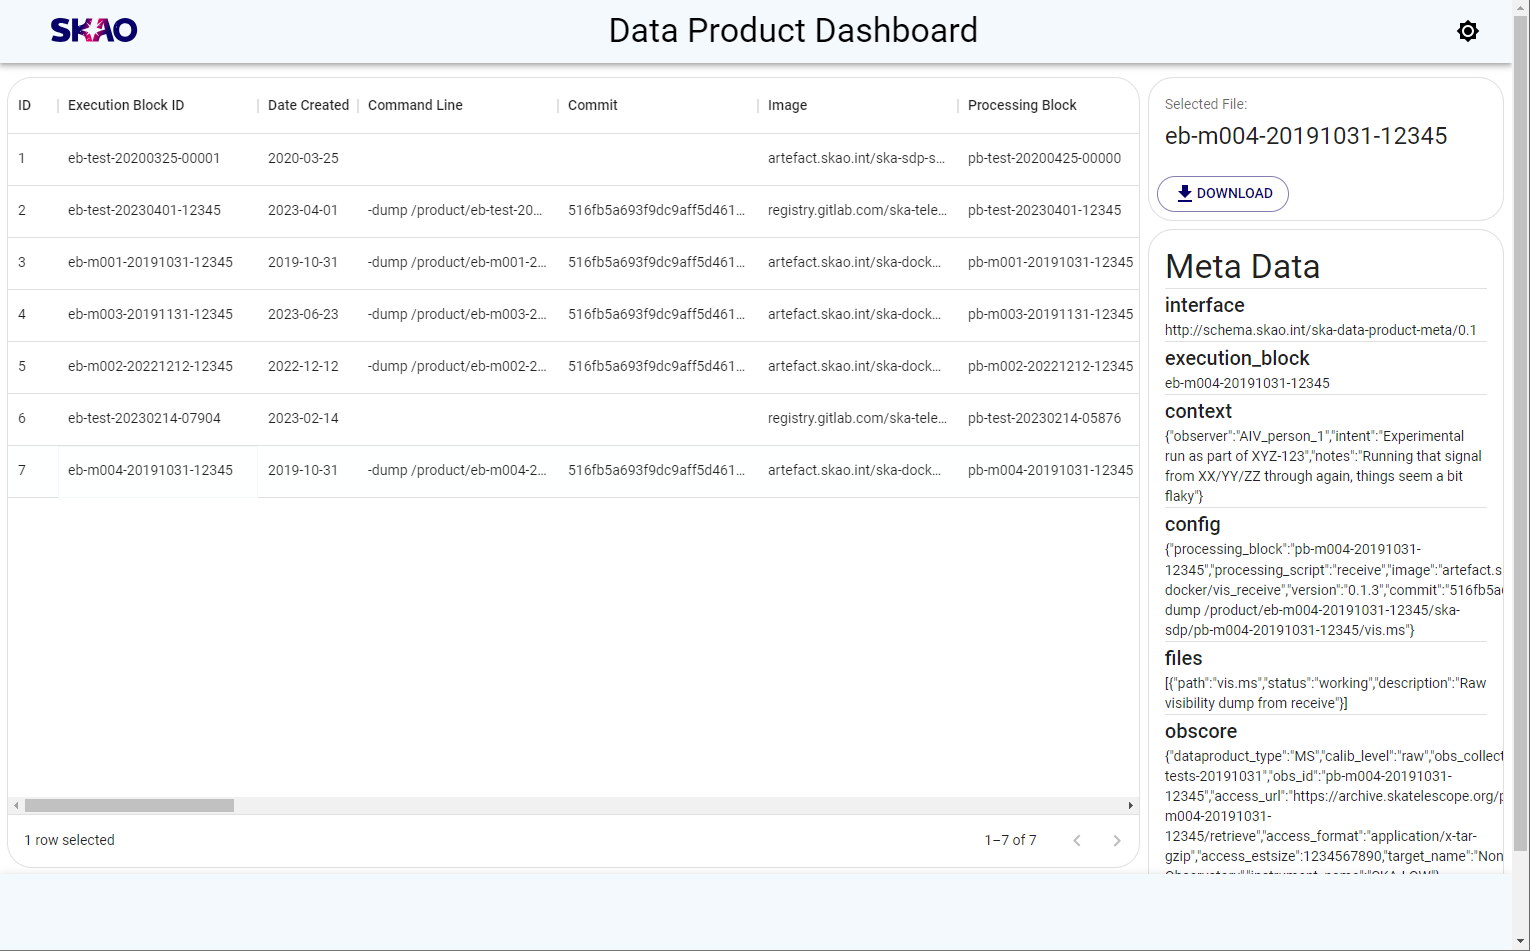 SKAO
Data Product Dashboard
ID Execution Block ID Date Created Command Line Commit Image Processing Block
1 eb-test-20200325-00001 2020-03-25 artefact.skao.int/ska-sdp-s... pb-test-20200425-00000
2 eb-test-20230401-12345 2023-04-01 -dump /product/eb-test-20... 516fb5a693f9dc9aff5d461... registry.gitlab.com/ska-tele... pb-test-20230401-12345
3 eb-m001-20191031-12345 2019-10-31 -dump /product/eb-m001-2... 516fb5a693f9dc9aff5d461... artefact.skao.int/ska-dock... pb-m001-20191031-12345
4 eb-m003-20191131-12345 2023-06-23 -dump /product/eb-m003-2... 516fb5a693f9dc9aff5d461... artefact.skao.int/ska-dock... pb-m003-20191131-12345
5 eb-m002-20221212-12345 2022-12-12 -dump /product/eb-m002-2... 516fb5a693f9dc9aff5d461... artefact.skao.int/ska-dock... pb-m002-20221212-12345
6 eb-test-20230214-07904 2023-02-14 registry.gitlab.com/ska-tele... pb-test-20230214-05876
7 eb-m004-20191031-12345 2019-10-31 -dump /product/eb-m004-2... 516fb5a693f9dc9aff5d461... artefact.skao.int/ska-dock... pb-m004-20191031-12345
1 row selected
1–7 of 7
Selected File:
eb-m004-20191031-12345
DOWNLOAD
Meta Data
interface
http://schema.skao.int/ska-data-product-meta/0.1
execution_block
eb-m004-20191031-12345
context
{"observer":"AIV_person_1","intent":"Experimental
run as part of XYZ-123","notes":"Running that signal
from XX/YY/ZZ through again, things seem a bit
flaky"}
config
{"processing_block":"pb-m004-20191031-
12345","processing_script":"receive","image":"artefact.s
docker/vis_receive","version":"0.1.3","commit":"516fb5a6
dump /product/eb-m004-20191031-12345/ska-
sdp/pb-m004-20191031-12345/vis.ms"}
files
[{"path":"vis.ms","status":"working","description":"Raw
visibility dump from receive"}]
obscore
{"dataproduct_type":"MS","calib_level":"raw","obs_collect
tests-20191031","obs_id":"pb-m004-20191031-
12345","access_url":"https://archive.skatelescope.org/p
m004-20191031-
12345/retrieve","access_format":"application/x-tar-
gzip","access_estsize":1234567890,"target_name":"Non
Observatory","instrument_name":"SKA-LOW"}